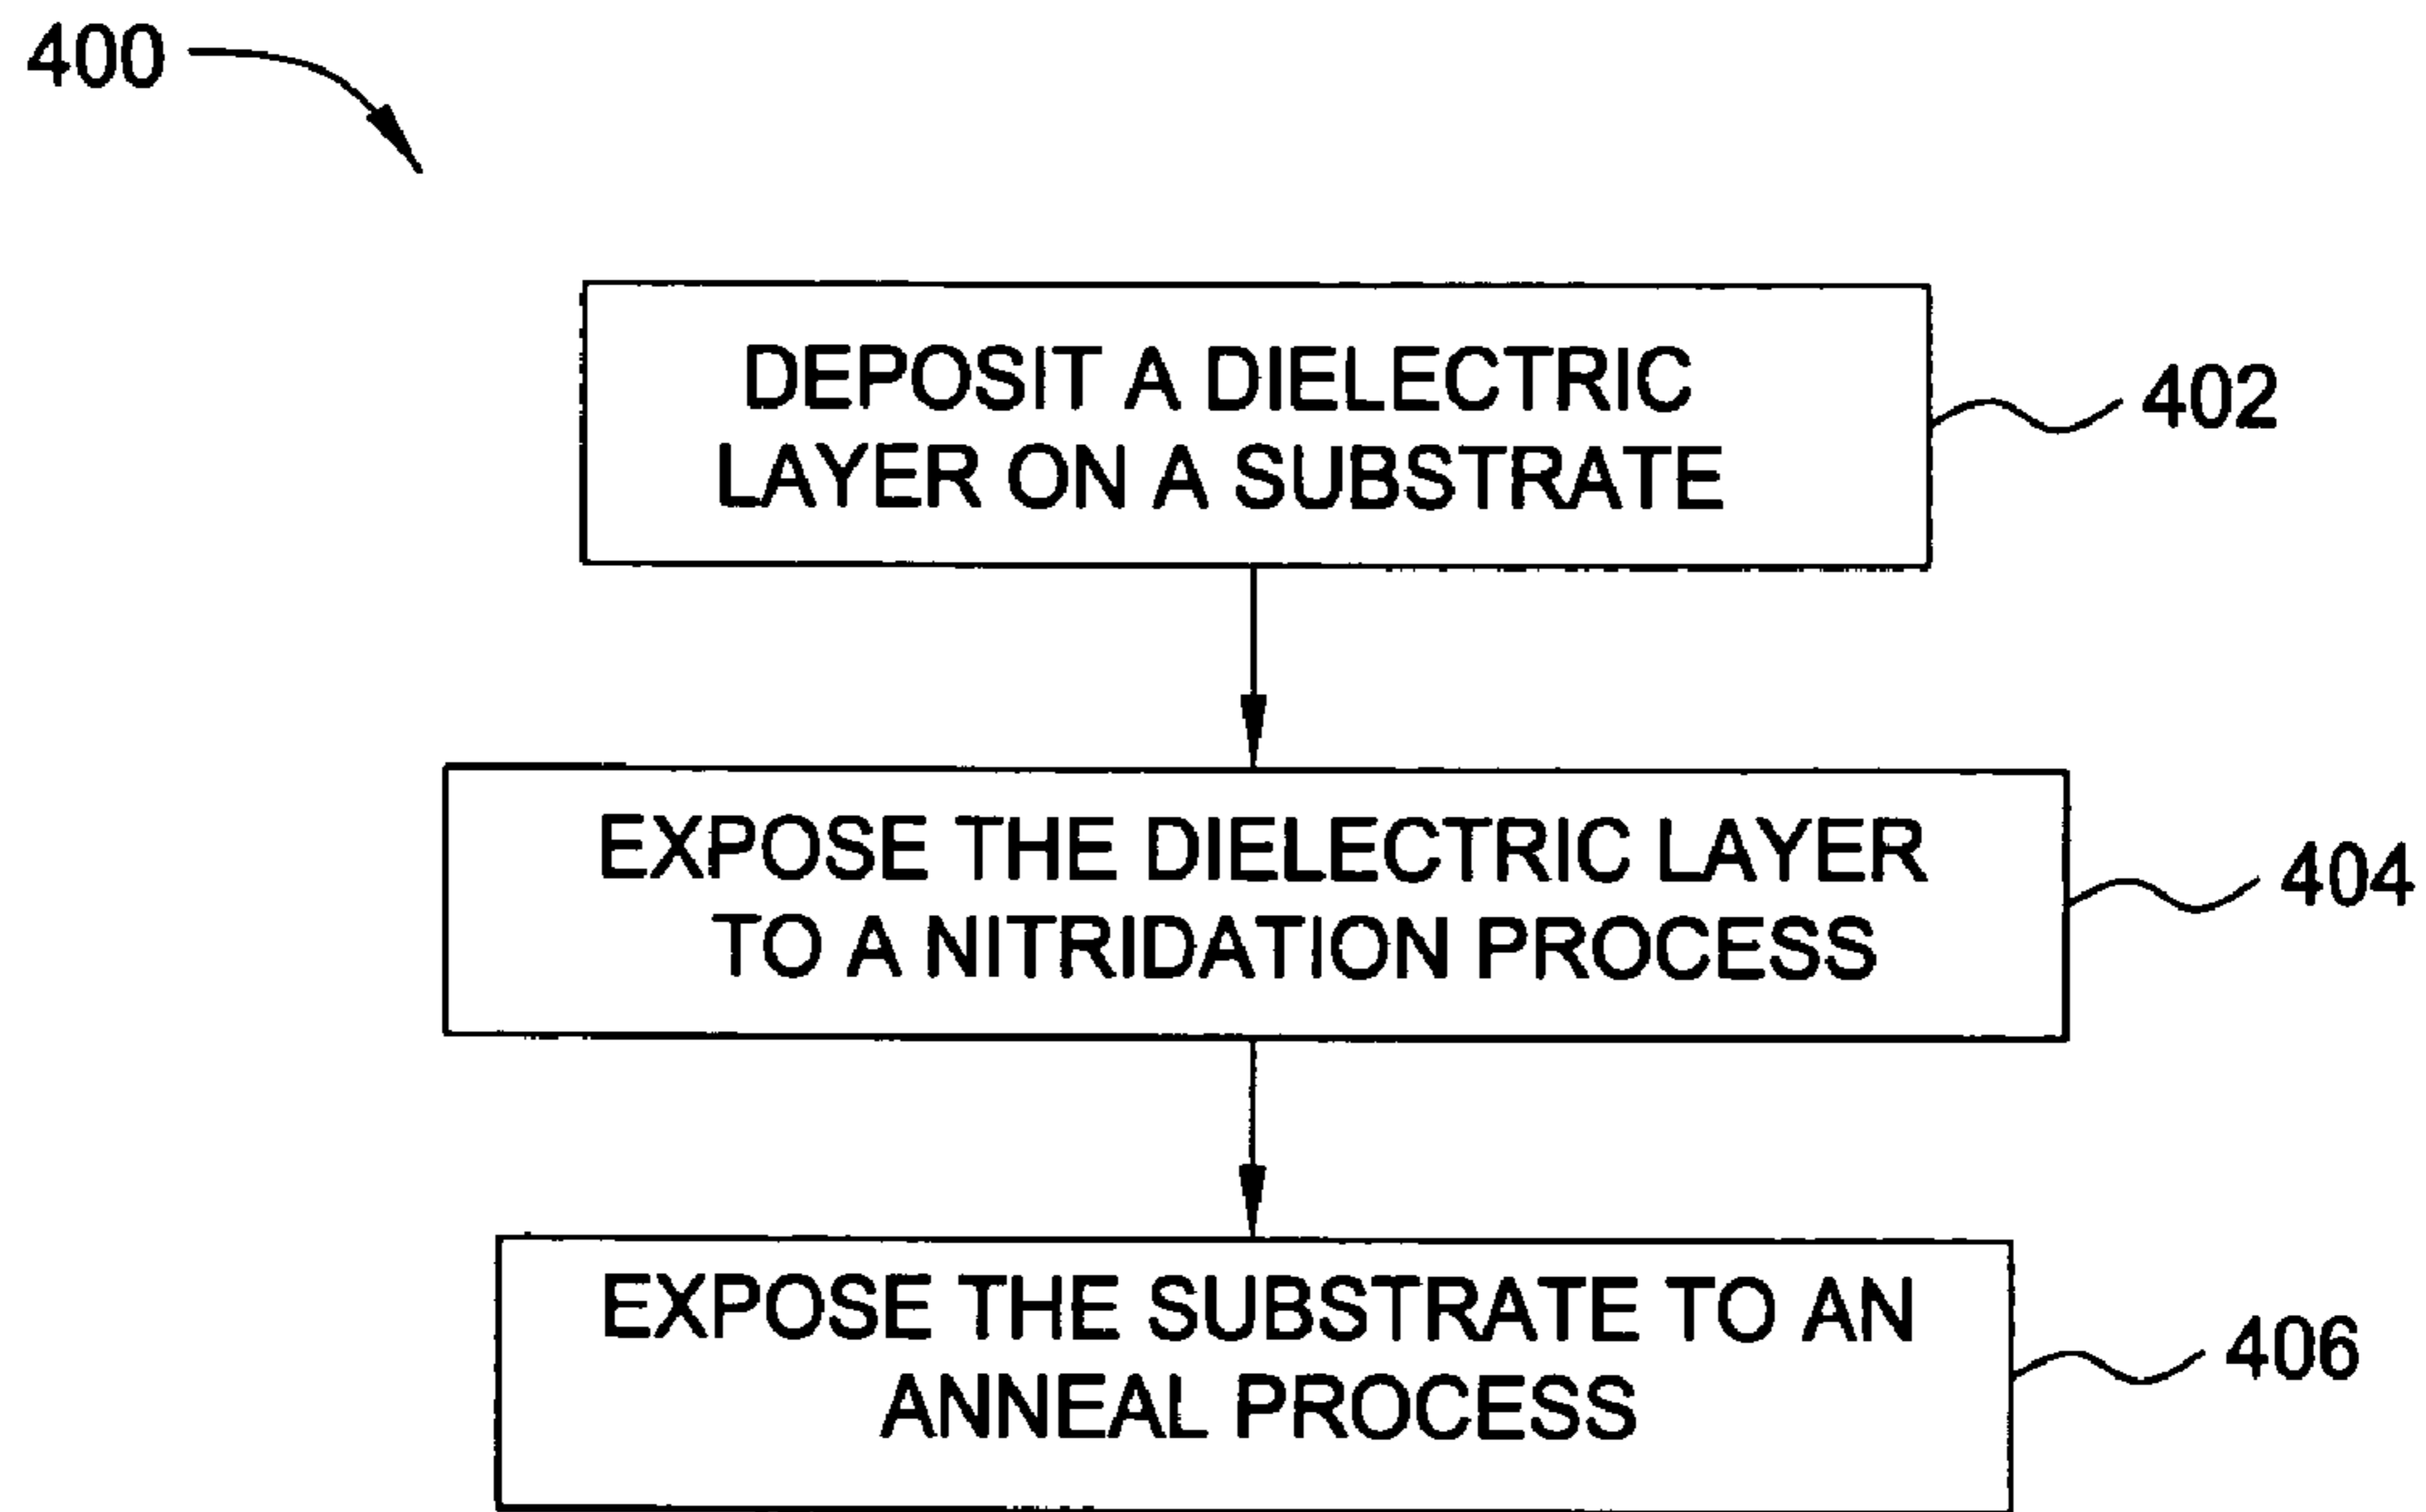 400
DEPOSIT A DIELECTRIC
LAYER ON A SUBSTRATE
402
EXPOSE THE DIELECTRIC LAYER
TO A NITRIDATION PROCESS
404
EXPOSE THE SUBSTRATE TO AN
ANNEAL PROCESS
406